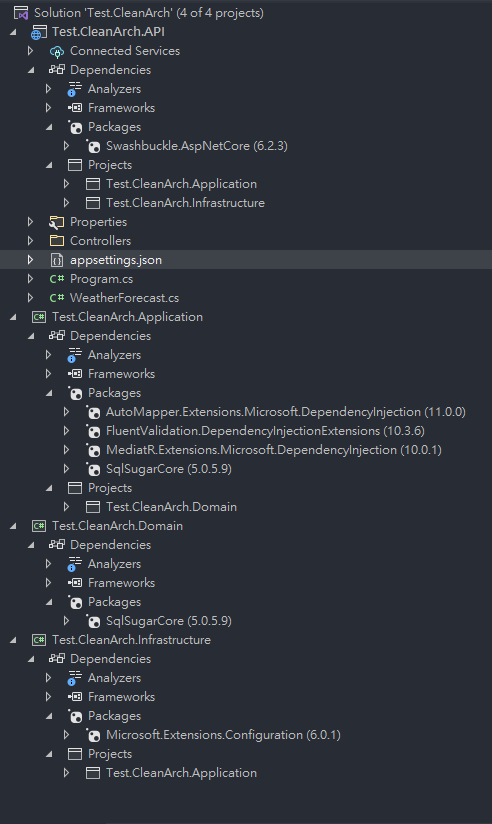 Solution 'Test.CleanArch' (4 of 4 projects)
Test.CleanArch.API
Connected Services
Dependencies
Analyzers
Frameworks
Packages
Swashbuckle.AspNetCore (6.2.3)
Projects
Test.CleanArch.Application
Test.CleanArch.Infrastructure
Properties
Controllers
appsettings.json
C# Program.cs
C# WeatherForecast.cs
C# Test.CleanArch.Application
Dependencies
Analyzers
Frameworks
Packages
AutoMapper.Extensions.Microsoft.DependencyInjection (11.0.0)
FluentValidation.DependencyInjectionExtensions (10.3.6)
MediatR.Extensions.Microsoft.DependencyInjection (10.0.1)
SqlSugarCore (5.0.5.9)
Projects
Test.CleanArch.Domain
C# Test.CleanArch.Domain
Dependencies
Analyzers
Frameworks
Packages
SqlSugarCore (5.0.5.9)
C# Test.CleanArch.Infrastructure
Dependencies
Analyzers
Frameworks
Packages
Microsoft.Extensions.Configuration (6.0.1)
Projects
Test.CleanArch.Application